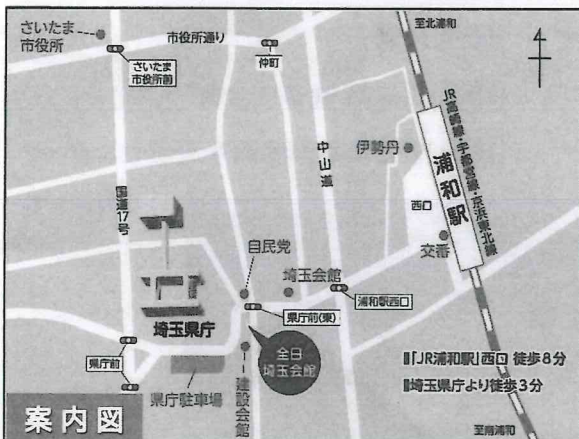 さいたま
市役所
市役所通り
至北浦和
さいたま
市役所前
仲町
JR高崎線・宇都宮線・京浜東北線
伊勢丹
中山道
浦和駅
国道17号
西口
交番
自民党
埼玉会館
浦和駅西口
埼玉県庁
県庁前(東)
県庁前
全日
埼玉会館
「JR浦和駅」西口 徒歩8分
埼玉県庁より徒歩3分
県庁駐車場
建設会館
案内図
至南浦和